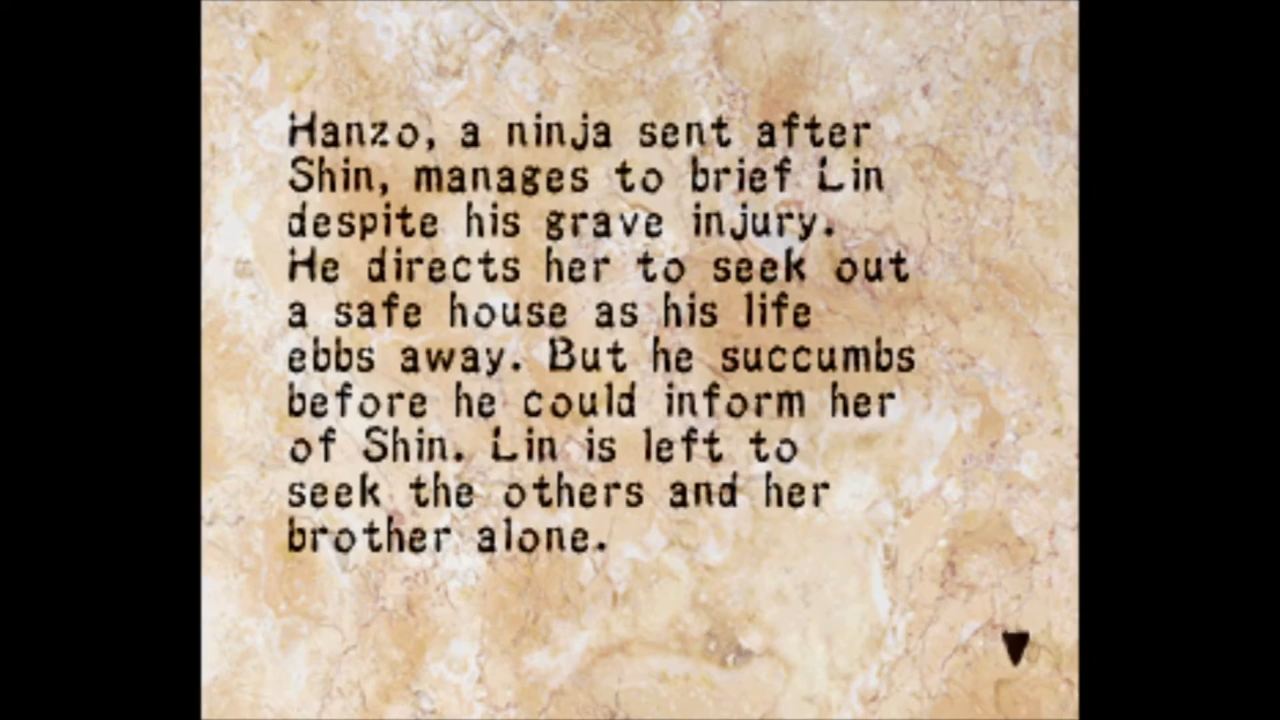 Hanzo, a ninja sent after
Shin, manages to brief Lin
despite his grave injury.
He directs her to seek out
a safe house as his life
ebbs away. But he succumbs
before he could inform her
of Shin. Lin is left to
seek the others and her
brother alone.